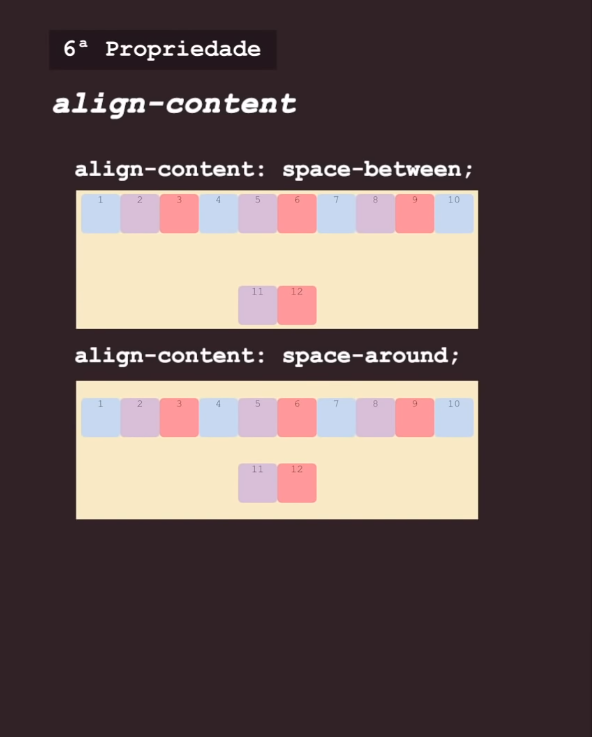 6ª Propriedade
align-content
align-content: space-between;
1 2 3 4 5 6 7 8 9 10
11 12
align-content: space-around;
1 2 3 4 5 6 7 8 9 10
11 12